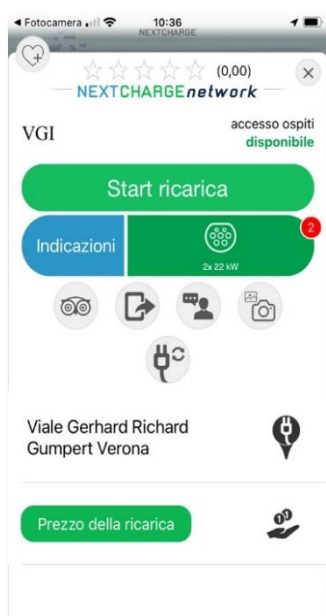 Fotocamera 10:36
NEXTCHARGE
(0,00)
NEXTCHARGEnetwork
VGI
accesso ospiti
disponibile
Start ricarica
Indicazioni
2x 22 kW
2
Viale Gerhard Richard
Gumpert Verona
Prezzo della ricarica